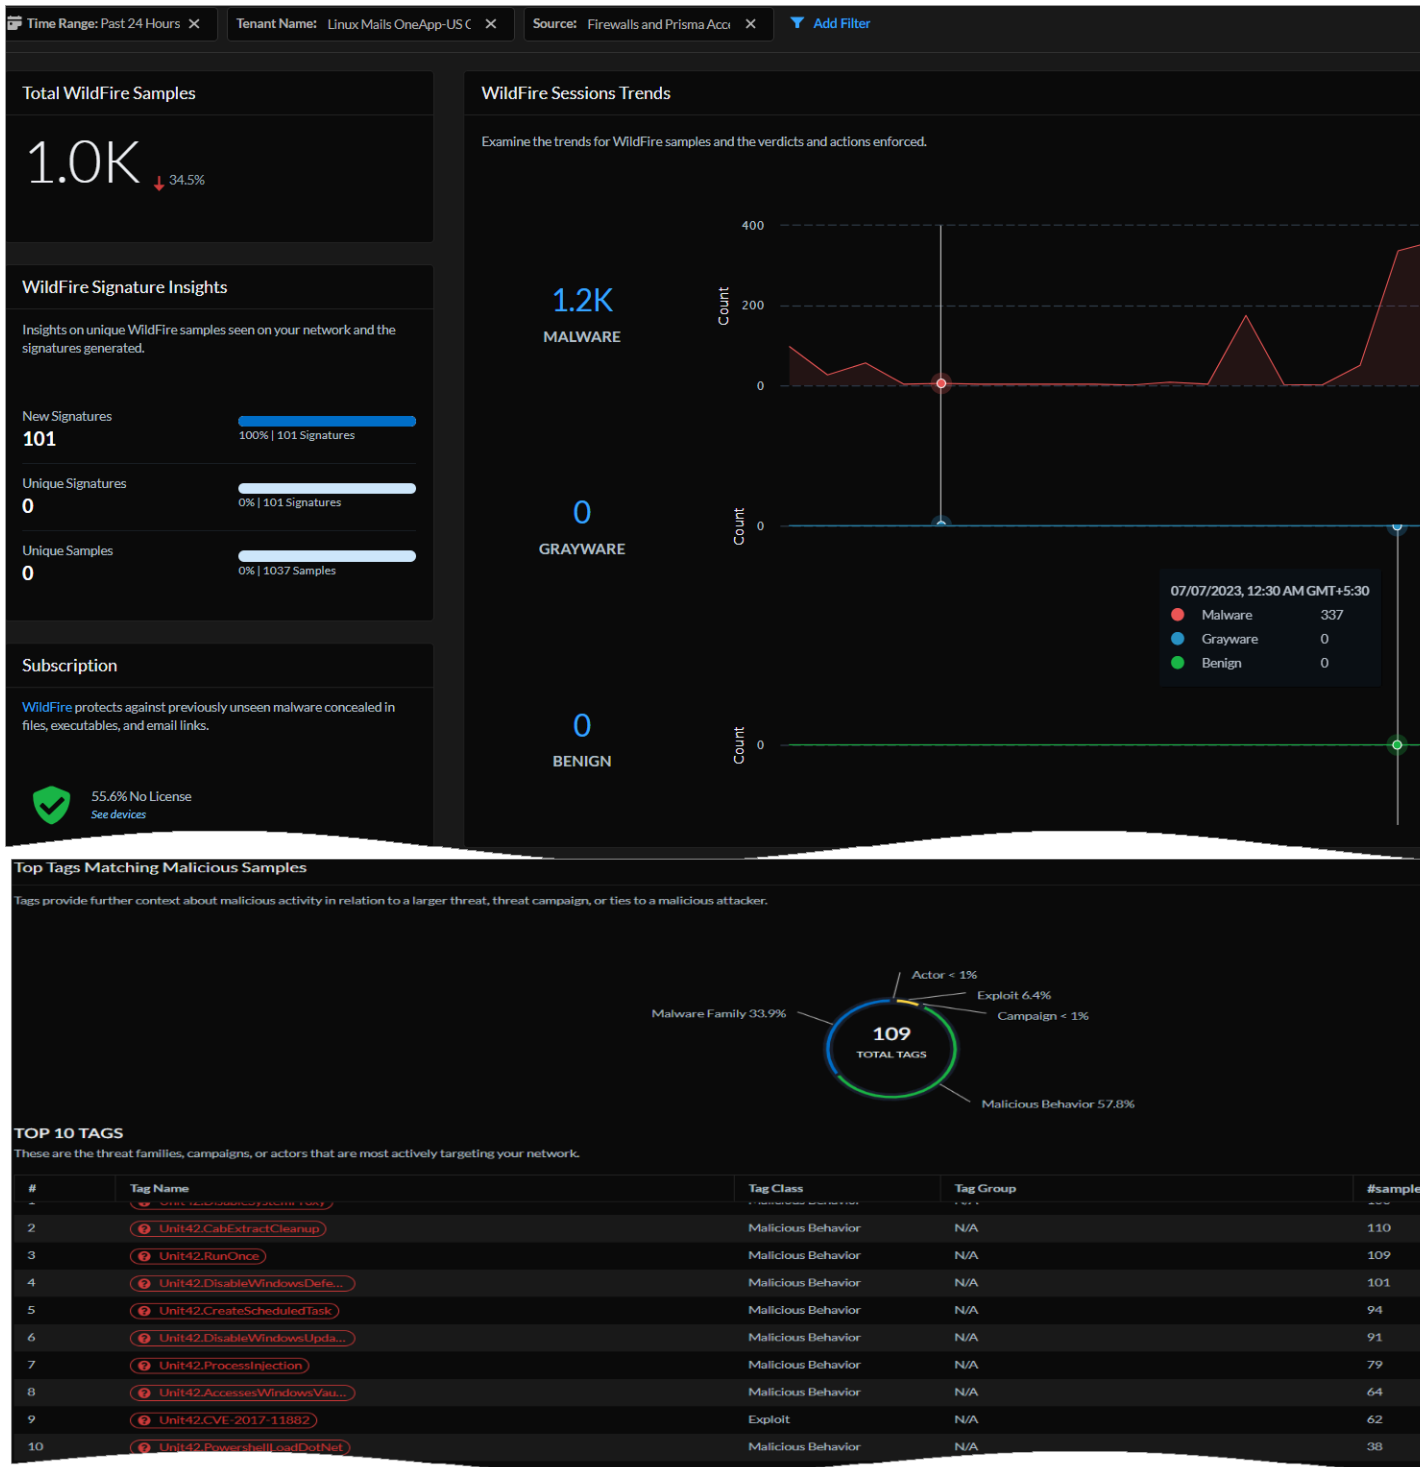 Time Range: Past 24 Hours
Tenant Name: Linux Mails OneApp-US
Source: Firewalls and Prisma
Add Filter
Total WildFire Samples
1.0K
34.5%
WildFire Signature Insights
Insights on unique WildFire samples seen on your network and the
signatures generated.
New Signatures
101
100% | 101 Signatures
Unique Signatures
0
0% | 101 Signatures
Unique Samples
0
0% | 1037 Samples
Subscription
WildFire protects against previously unseen malware concealed in
files, executables, and email links.
55.6% No License
See devices
WildFire Sessions Trends
Examine the trends for WildFire samples and the verdicts and actions enforced.
1.2K
MALWARE
Count
400
200
0
0
GRAYWARE
Count
0
07/07/2023, 12:30 AM GMT+5:30
Malware 337
Grayware 0
Benign 0
0
BENIGN
Count
0
Top Tags Matching Malicious Samples
Tags provide further context about malicious activity in relation to a larger threat, threat campaign, or ties to a malicious attacker.
Actor < 1%
Exploit 6.4%
Campaign < 1%
Malware Family 33.9%
109
TOTAL TAGS
Malicious Behavior 57.8%
TOP 10 TAGS
These are the threat families, campaigns, or actors that are most actively targeting your network.
# Tag Name Tag Class Tag Group #sample
2 Unit42.CabExtractCleanup Malicious Behavior N/A 110
3 Unit42.RunOnce Malicious Behavior N/A 109
4 Unit42.DisableWindowsDefe... Malicious Behavior N/A 101
5 Unit42.CreateScheduledTask Malicious Behavior N/A 94
6 Unit42.DisableWindowsUpda... Malicious Behavior N/A 91
7 Unit42.ProcessInjection Malicious Behavior N/A 79
8 Unit42.AccessesWindowsVau... Malicious Behavior N/A 64
9 Unit42.CVE-2017-11882 Exploit N/A 62
10 Unit42.PowershellLoadDotNet Malicious Behavior N/A 38